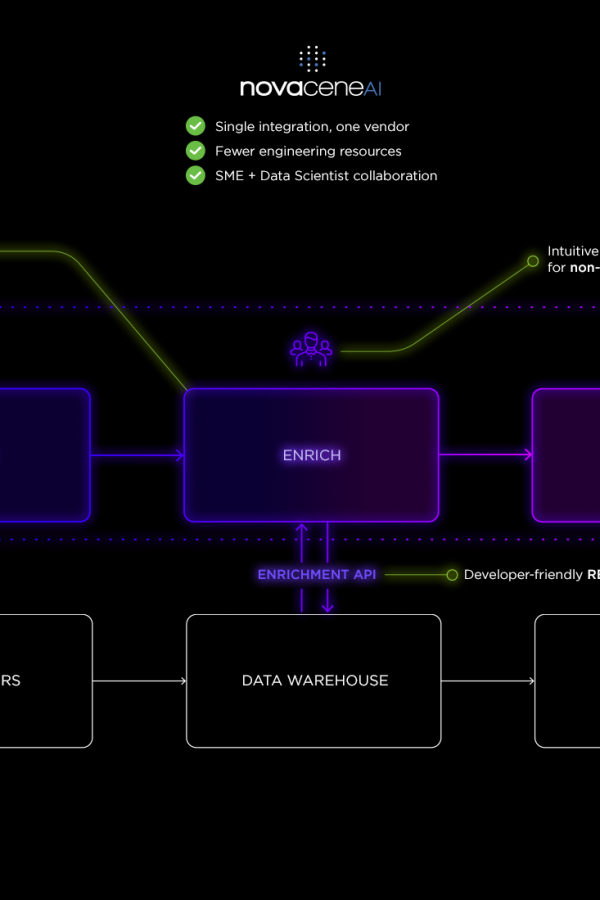 novaceneAI
Single integration, one vendor
Fewer engineering resources
SME + Data Scientist collaboration
Intuitive
for non-
ENRICH
ENRICHMENT API
Developer-friendly RE
RS
DATA WAREHOUSE